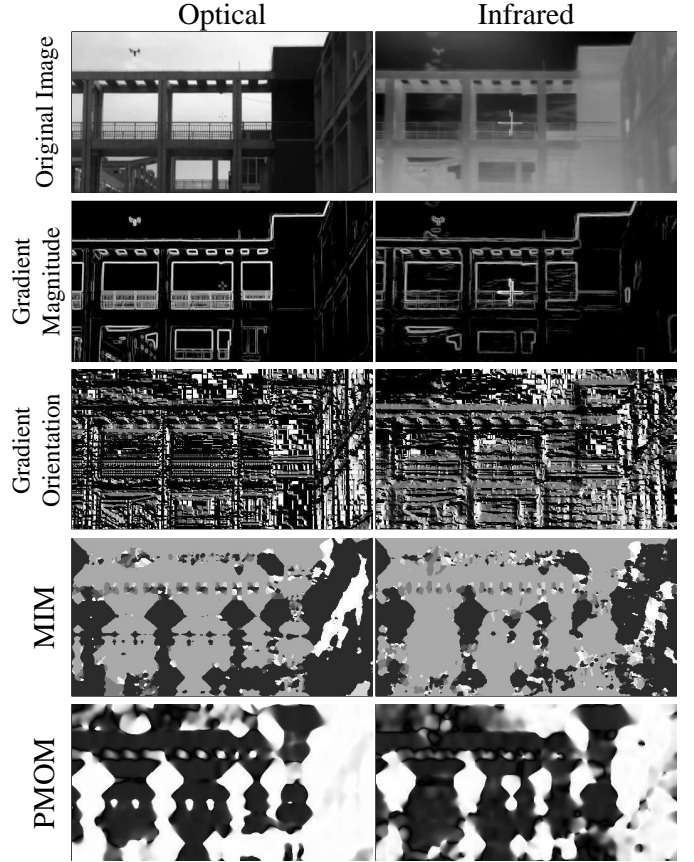 Optical
Infrared
Original Image
Gradient
Magnitude
Gradient
Orientation
MIM
PMOM